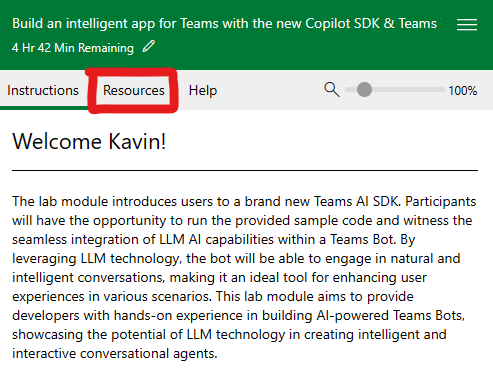 Build an intelligent app for Teams with the new Copilot SDK & Teams
4 Hr 42 Min Remaining
Instructions Resources Help 100%
Welcome Kavin!
The lab module introduces users to a brand new Teams AI SDK. Participants
will have the opportunity to run the provided sample code and witness the
seamless integration of LLM AI capabilities within a Teams Bot. By
leveraging LLM technology, the bot will be able to engage in natural and
intelligent conversations, making it an ideal tool for enhancing user
experiences in various scenarios. This lab module aims to provide
developers with hands-on experience in building AI-powered Teams Bots,
showcasing the potential of LLM technology in creating intelligent and
interactive conversational agents.